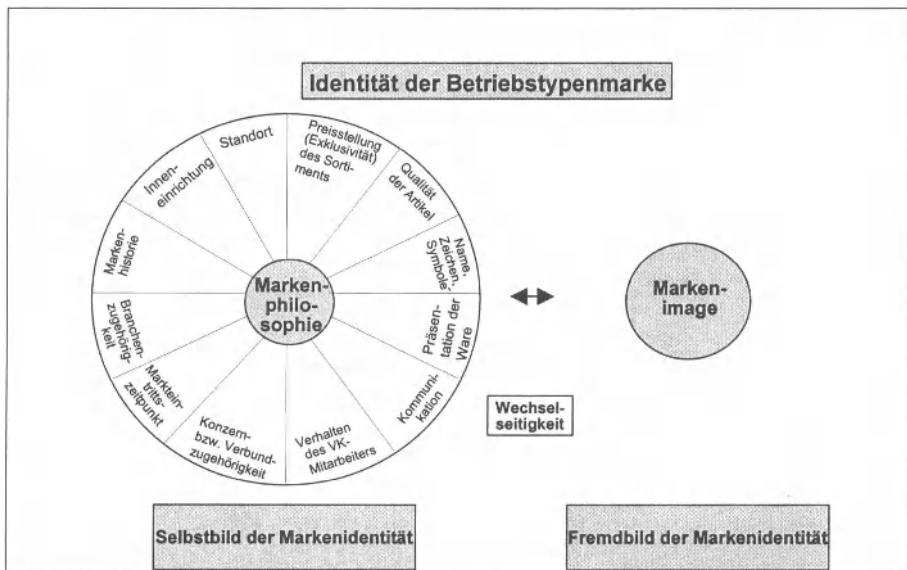 Identität der Betriebstypenmarke
Standort
Preisstellung
(Exklusivität)
des Sorti-
ments
Qualität
der Artikel
Name,
Zeichen,
Symbole
Präsen-
tation der
Ware
Kommuni-
kation
Verhalten
des VK-
Mitarbeiters
Konzern-
bzw. Verbund-
zugehörigkeit
Marktein-
tritts-
zeitpunkt
Branchen-
zugehörig-
keit
Marken-
historie
Innen-
einrichtung
Marken-
philo-
sophie
Marken-
image
Wechsel-
seitigkeit
Selbstbild der Markenidentität
Fremdbild der Markenidentität